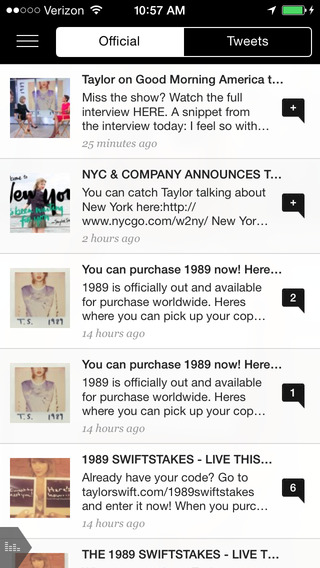 Verizon 10:57 AM
Official Tweets
Taylor on Good Morning America t...
Miss the show? Watch the full
interview HERE. A snippet from
the interview today: I feel so with...
25 minutes ago
+
NYC & COMPANY ANNOUNCES T...
You can catch Taylor talking about
New York here:http://
www.nycgo.com/w2ny/ New Yor...
2 hours ago
+
You can purchase 1989 now! Here...
1989 is officially out and available
for purchase worldwide. Heres
where you can pick up your cop...
14 hours ago
2
T.S. 1989
You can purchase 1989 now! Here...
1989 is officially out and available
for purchase worldwide. Heres
where you can pick up your cop...
14 hours ago
1
T.S. 1989
1989 SWIFTSTAKES - LIVE THIS...
Already have your code? Go to
taylorswift.com/1989swiftstakes
and enter it now! When you purc...
14 hours ago
6
THE 1989 SWIFTSTAKES - LIVE T...